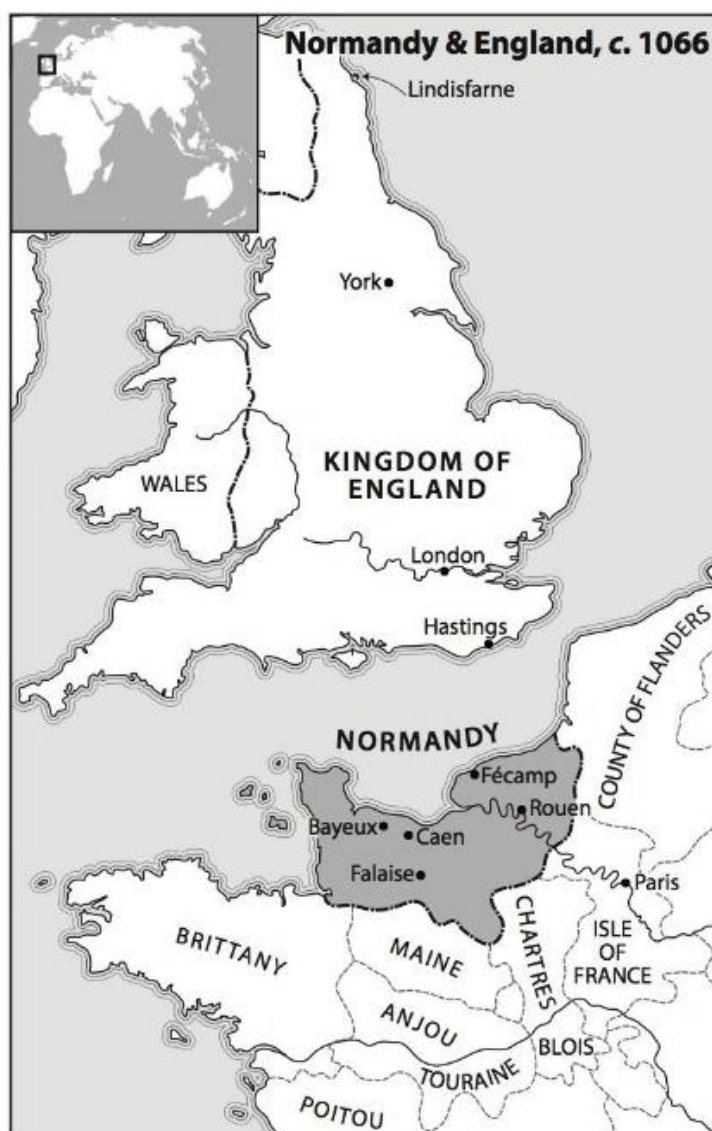 Normandy & England, c. 1066
Lindisfarne
York
KINGDOM OF
ENGLAND
WALES
London
Hastings
NORMANDY
COUNTY OF FLANDERS
Fécamp
Rouen
Bayeux
Caen
Falaise
Paris
BRITTANY
MAINE
CHARTRES
ISLE
OF
FRANCE
ANJOU
BLOIS
TOURAINE
POITOU